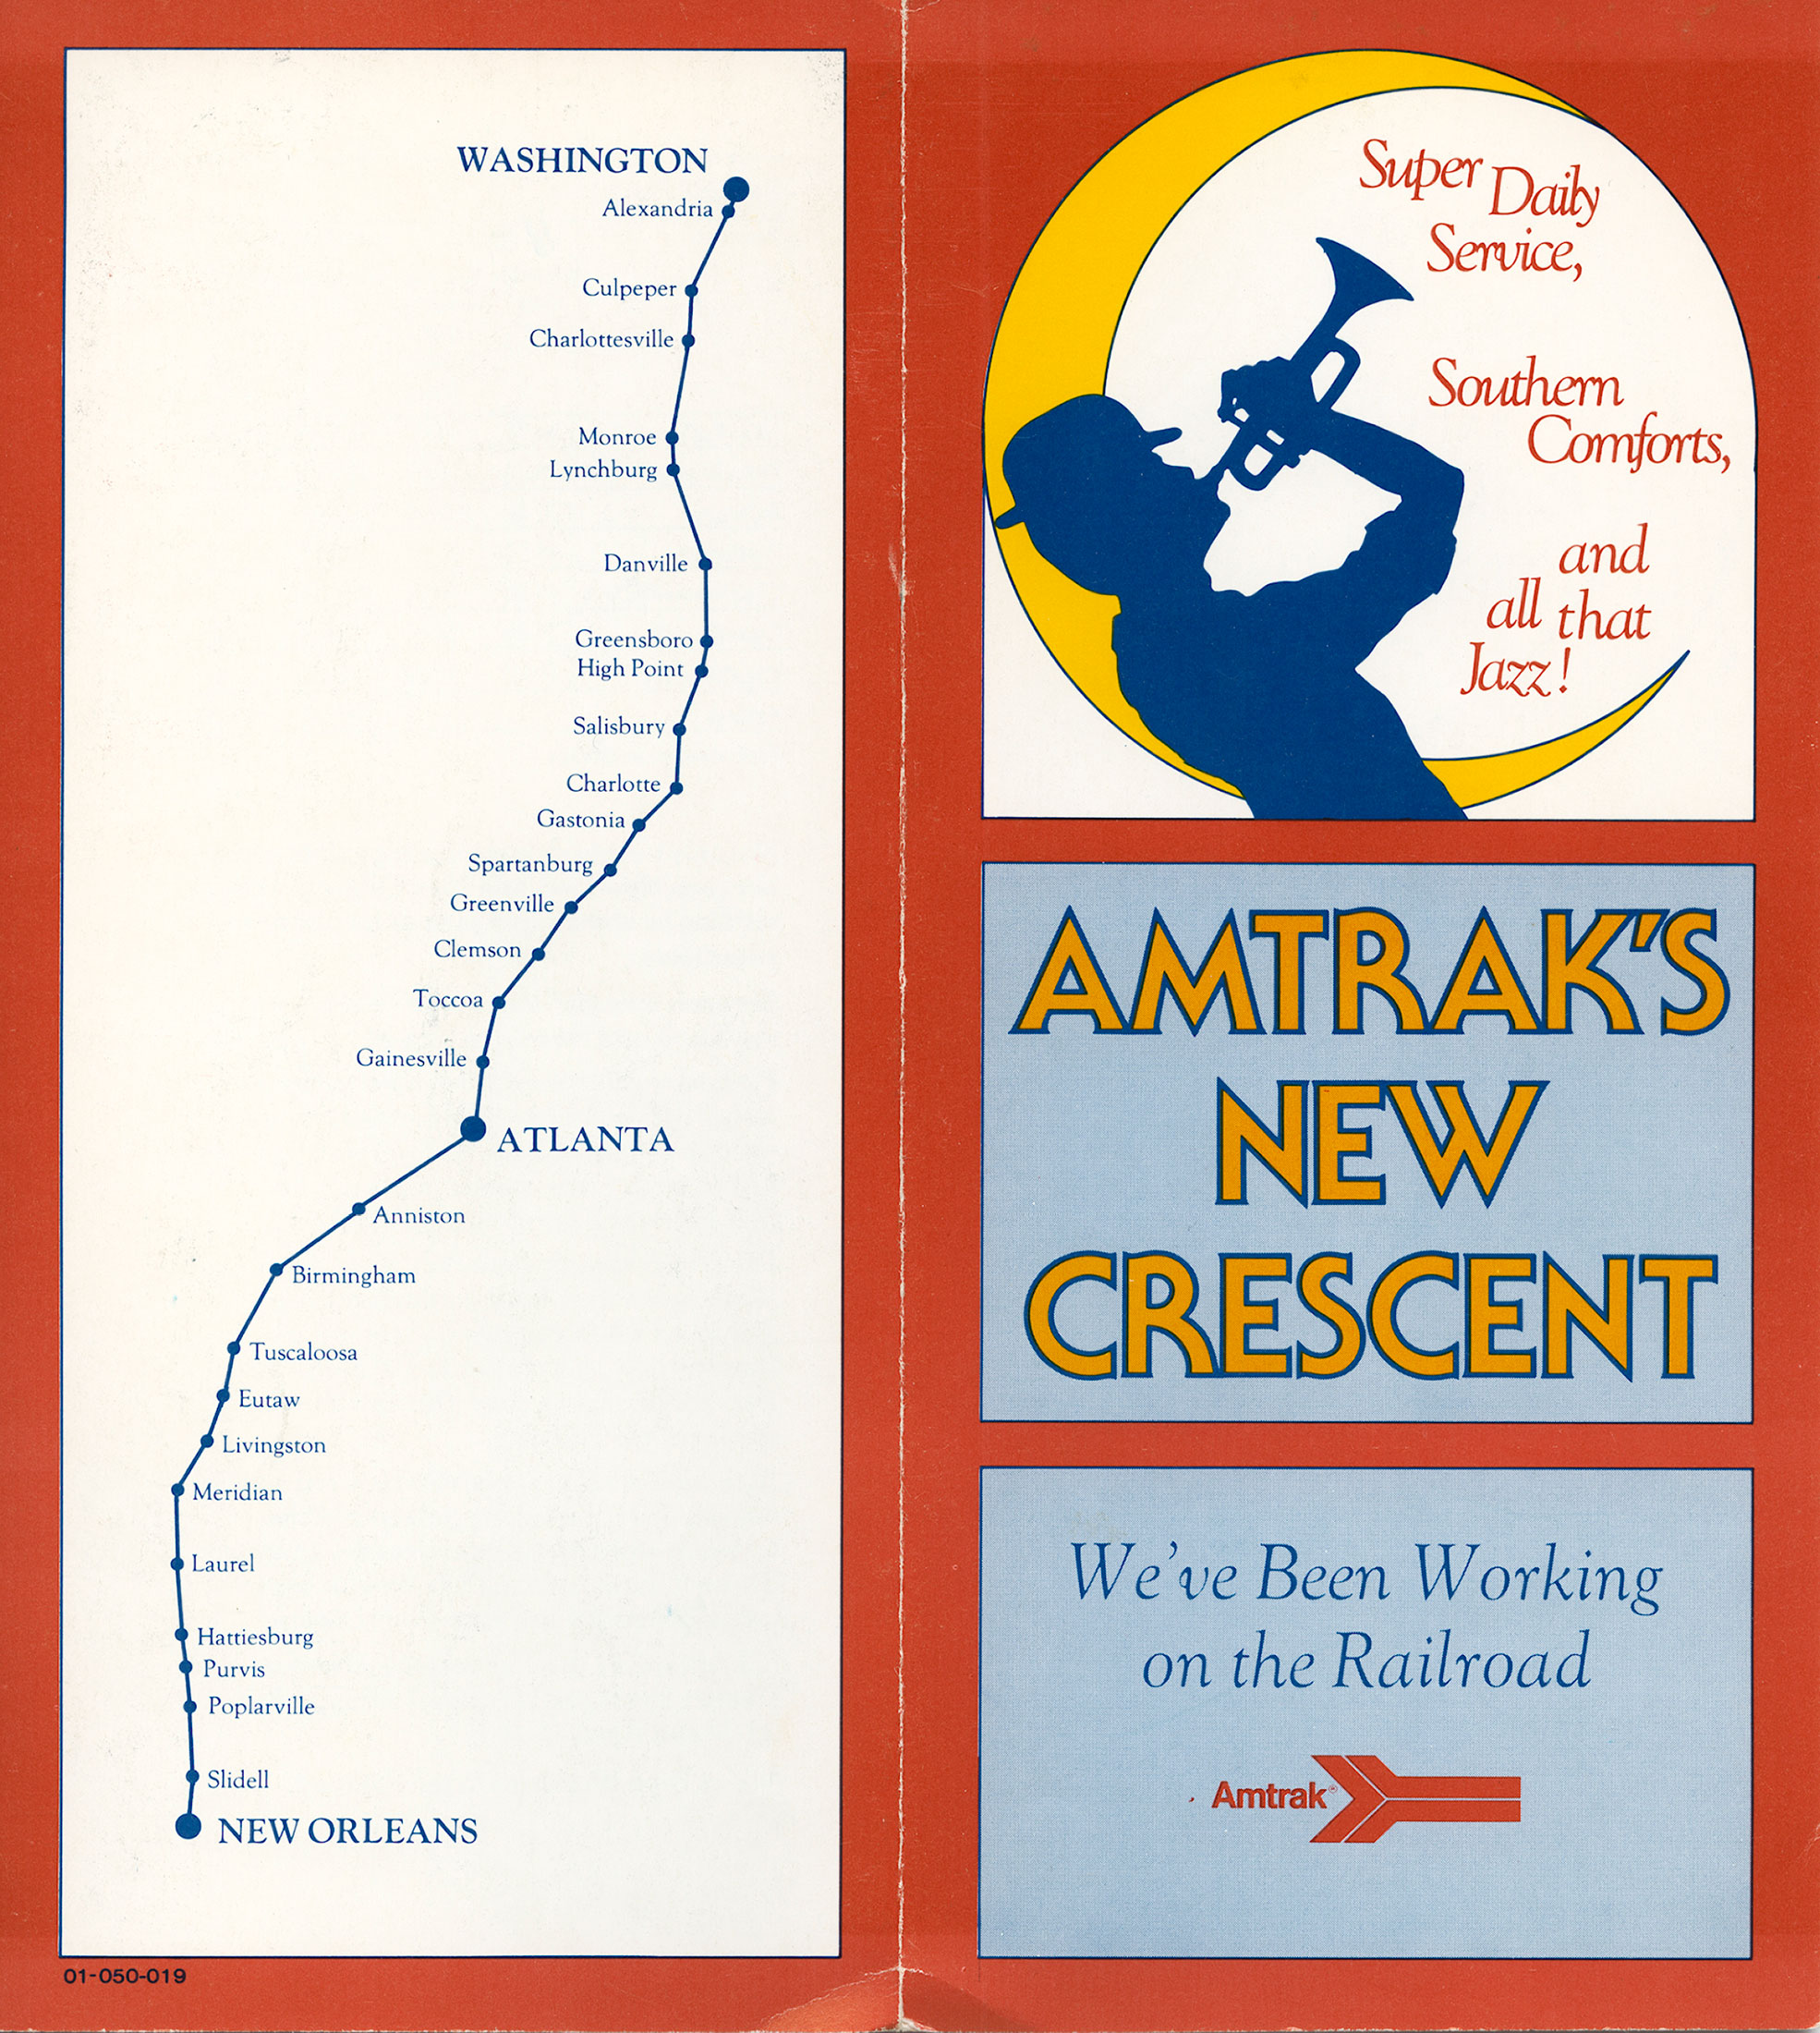 WASHINGTON
Alexandria
Culpeper
Charlottesville
Monroe
Lynchburg
Danville
Greensboro
High Point
Salisbury
Charlotte
Gastonia
Spartanburg
Greenville
Clemson
Toccoa
Gainesville
ATLANTA
Anniston
Birmingham
Tuscaloosa
Eutaw
Livingston
Meridian
Laurel
Hattiesburg
Purvis
Poplarville
Slidell
NEW ORLEANS
01-050-019
Super Daily
Service,
Southern
Comforts,
and
all that
Jazz!
AMTRAK'S
NEW
CRESCENT
We've Been Working
on the Railroad
Amtrak®